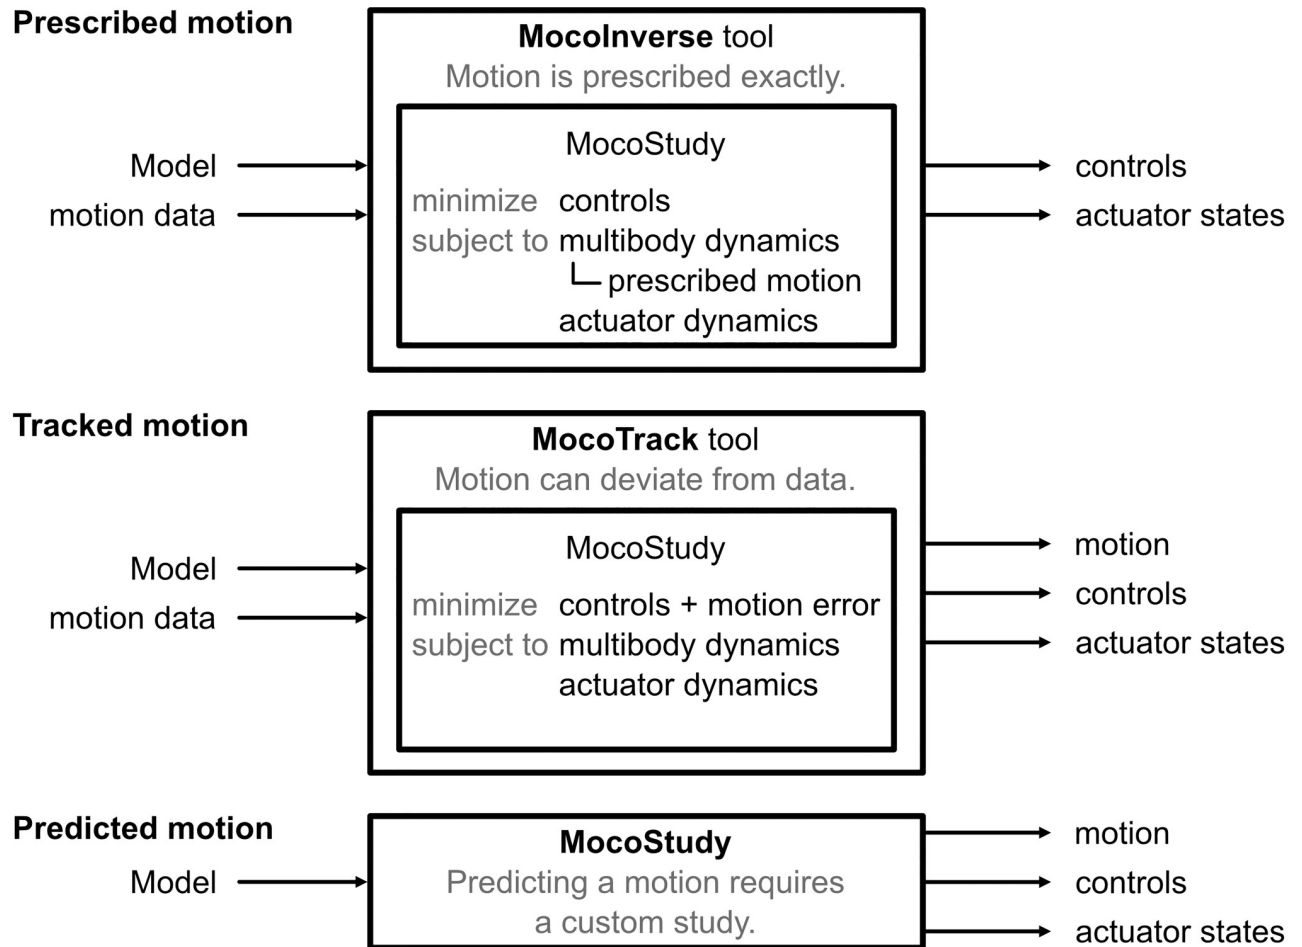 Prescribed motion
MocoInverse tool
Motion is prescribed exactly.
MocoStudy
Model
controls
motion data
actuator states
minimize controls
subject to multibody dynamics
prescribed motion
actuator dynamics
Tracked motion
MocoTrack tool
Motion can deviate from data.
MocoStudy
motion
Model
controls
motion data
actuator states
minimize controls + motion error
subject to multibody dynamics
actuator dynamics
Predicted motion
MocoStudy
motion
Model
Predicting a motion requires
controls
a custom study.
actuator states